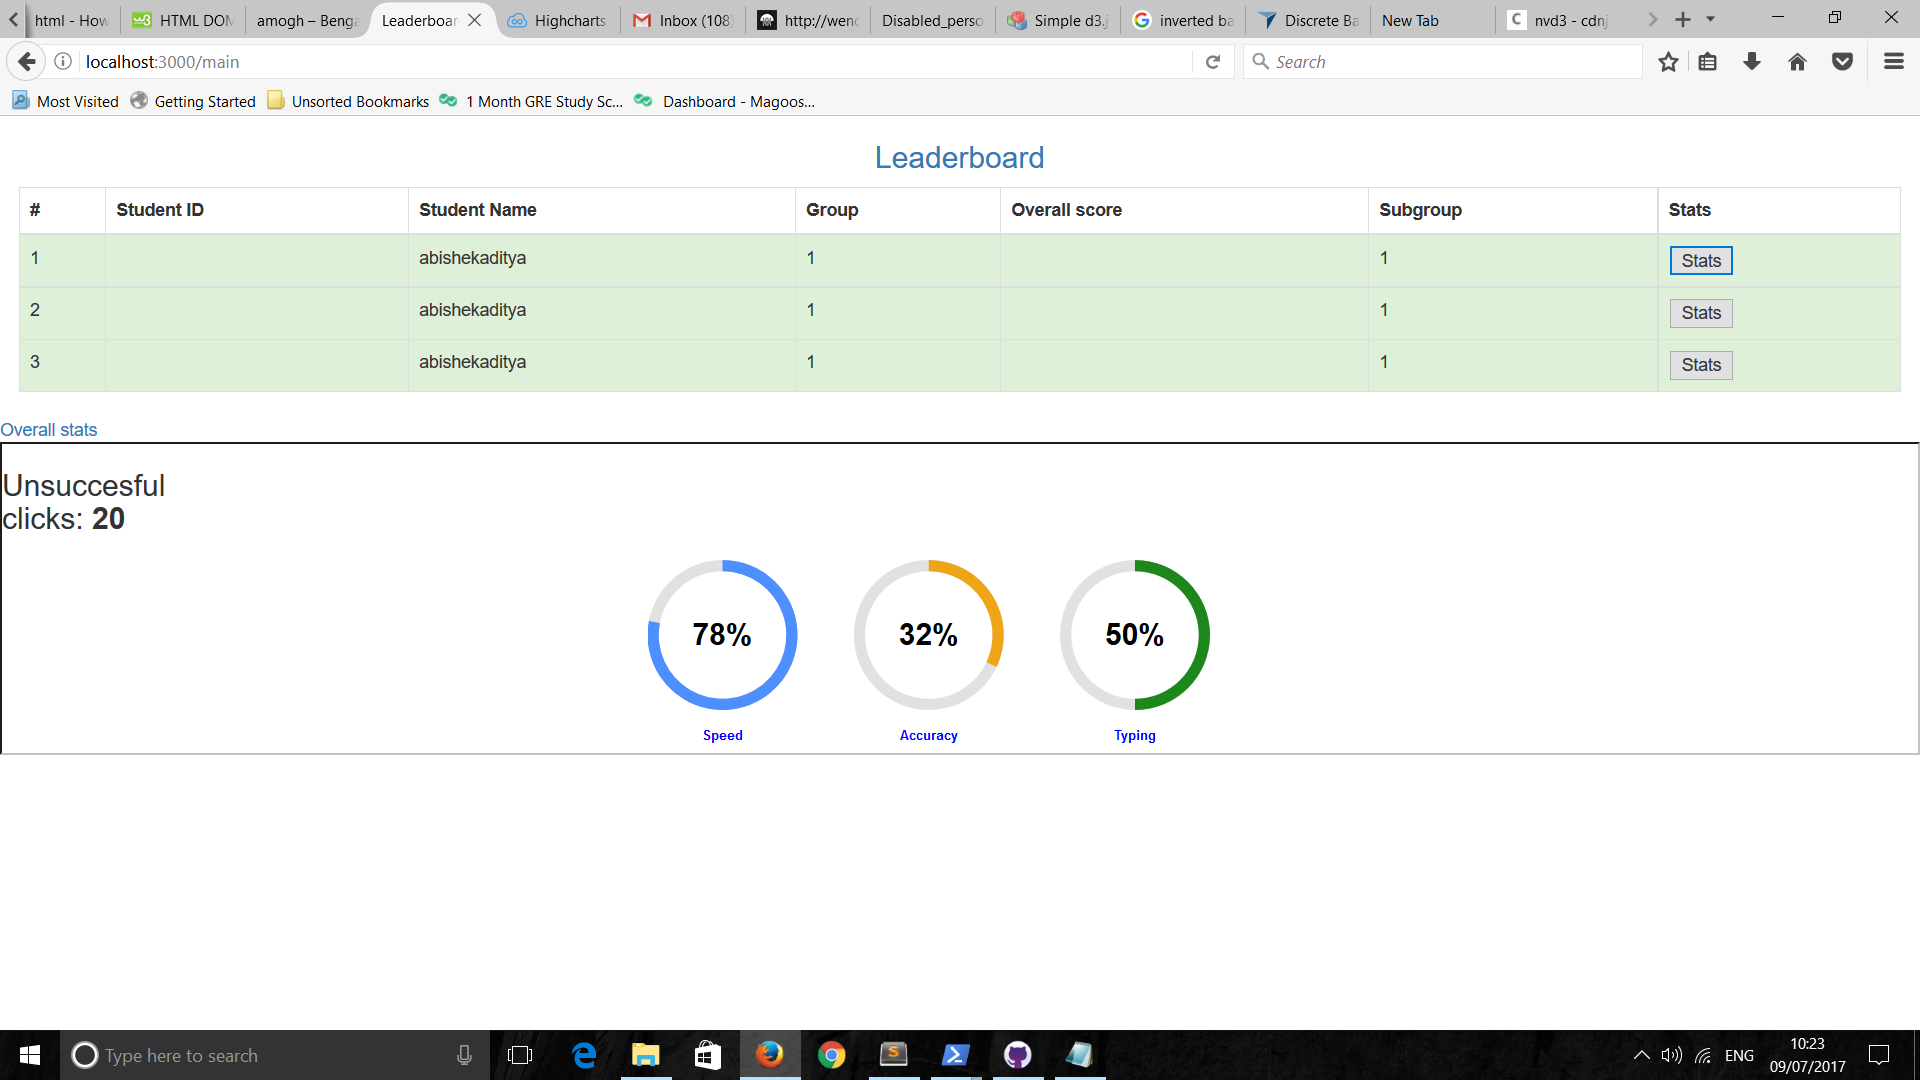 html - How
HTML DOM
amogh – Benga
Leaderboar
Highcharts
Inbox (108)
http://wend
Disabled_perso
Simple d3.j
inverted ba
Discrete Ba
New Tab
C nvd3 - cdnj
localhost:3000/main
Search
Most Visited Getting Started Unsorted Bookmarks 1 Month GRE Study Sc... Dashboard - Magoos...
Leaderboard
# Student ID Student Name Group Overall score Subgroup Stats
1 abishekaditya 1 1 Stats
2 abishekaditya 1 1 Stats
3 abishekaditya 1 1 Stats
Overall stats
Unsuccesful
clicks: 20
78% 32% 50%
Speed Accuracy Typing
Type here to search
ENG
10:23
09/07/2017